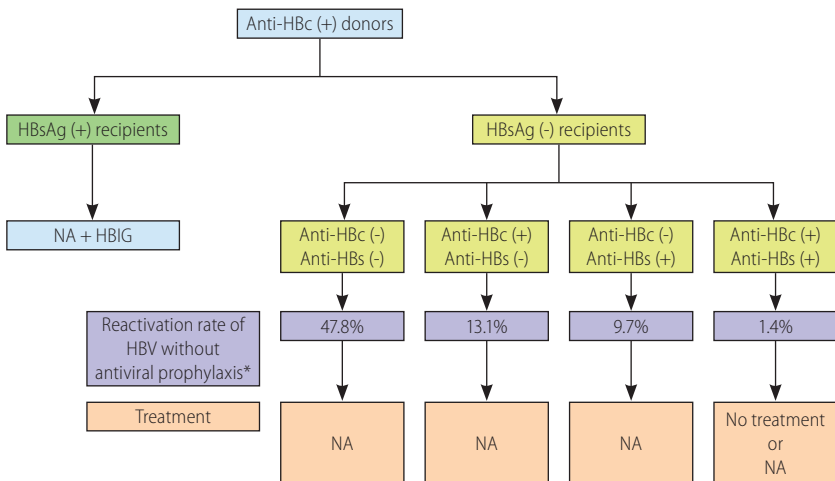 Anti-HBc (+) donors
HBsAg (+) recipients
HBsAg (-) recipients
NA + HBIG
Anti-HBc (-)
Anti-HBs (-)
Anti-HBc (+)
Anti-HBs (-)
Anti-HBc (-)
Anti-HBs (+)
Anti-HBc (+)
Anti-HBs (+)
Reactivation rate of
HBV without
antiviral prophylaxis*
47.8%
13.1%
9.7%
1.4%
Treatment
NA
NA
NA
No treatment
or
NA